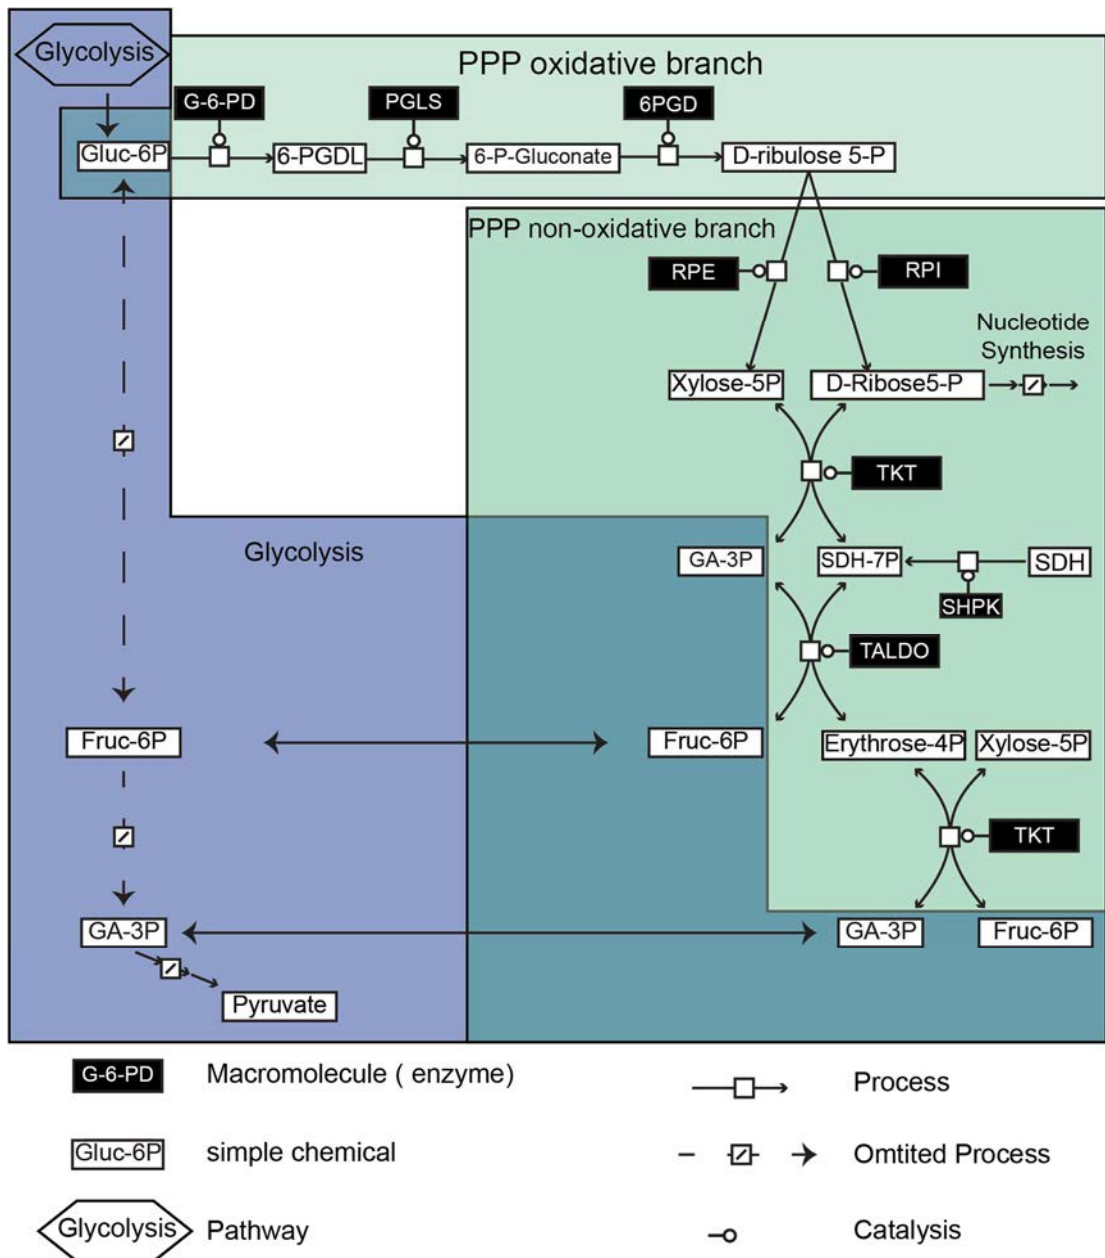 Glycolysis
PPP oxidative branch
G-6-PD
PGLS
6PGD
Gluc-6P
6-PGDL
6-P-Gluconate
D-ribulose 5-P
PPP non-oxidative branch
RPE
RPI
Nucleotide
Synthesis
Xylose-5P
D-Ribose5-P
TKT
Glycolysis
GA-3P
SDH-7P
SDH
SHPK
TALDO
Fruc-6P
Fruc-6P
Erythrose-4P
Xylose-5P
TKT
GA-3P
GA-3P
Fruc-6P
Pyruvate
G-6-PD
Macromolecule ( enzyme)
Process
Gluc-6P
simple chemical
Omtited Process
Glycolysis
Pathway
Catalysis